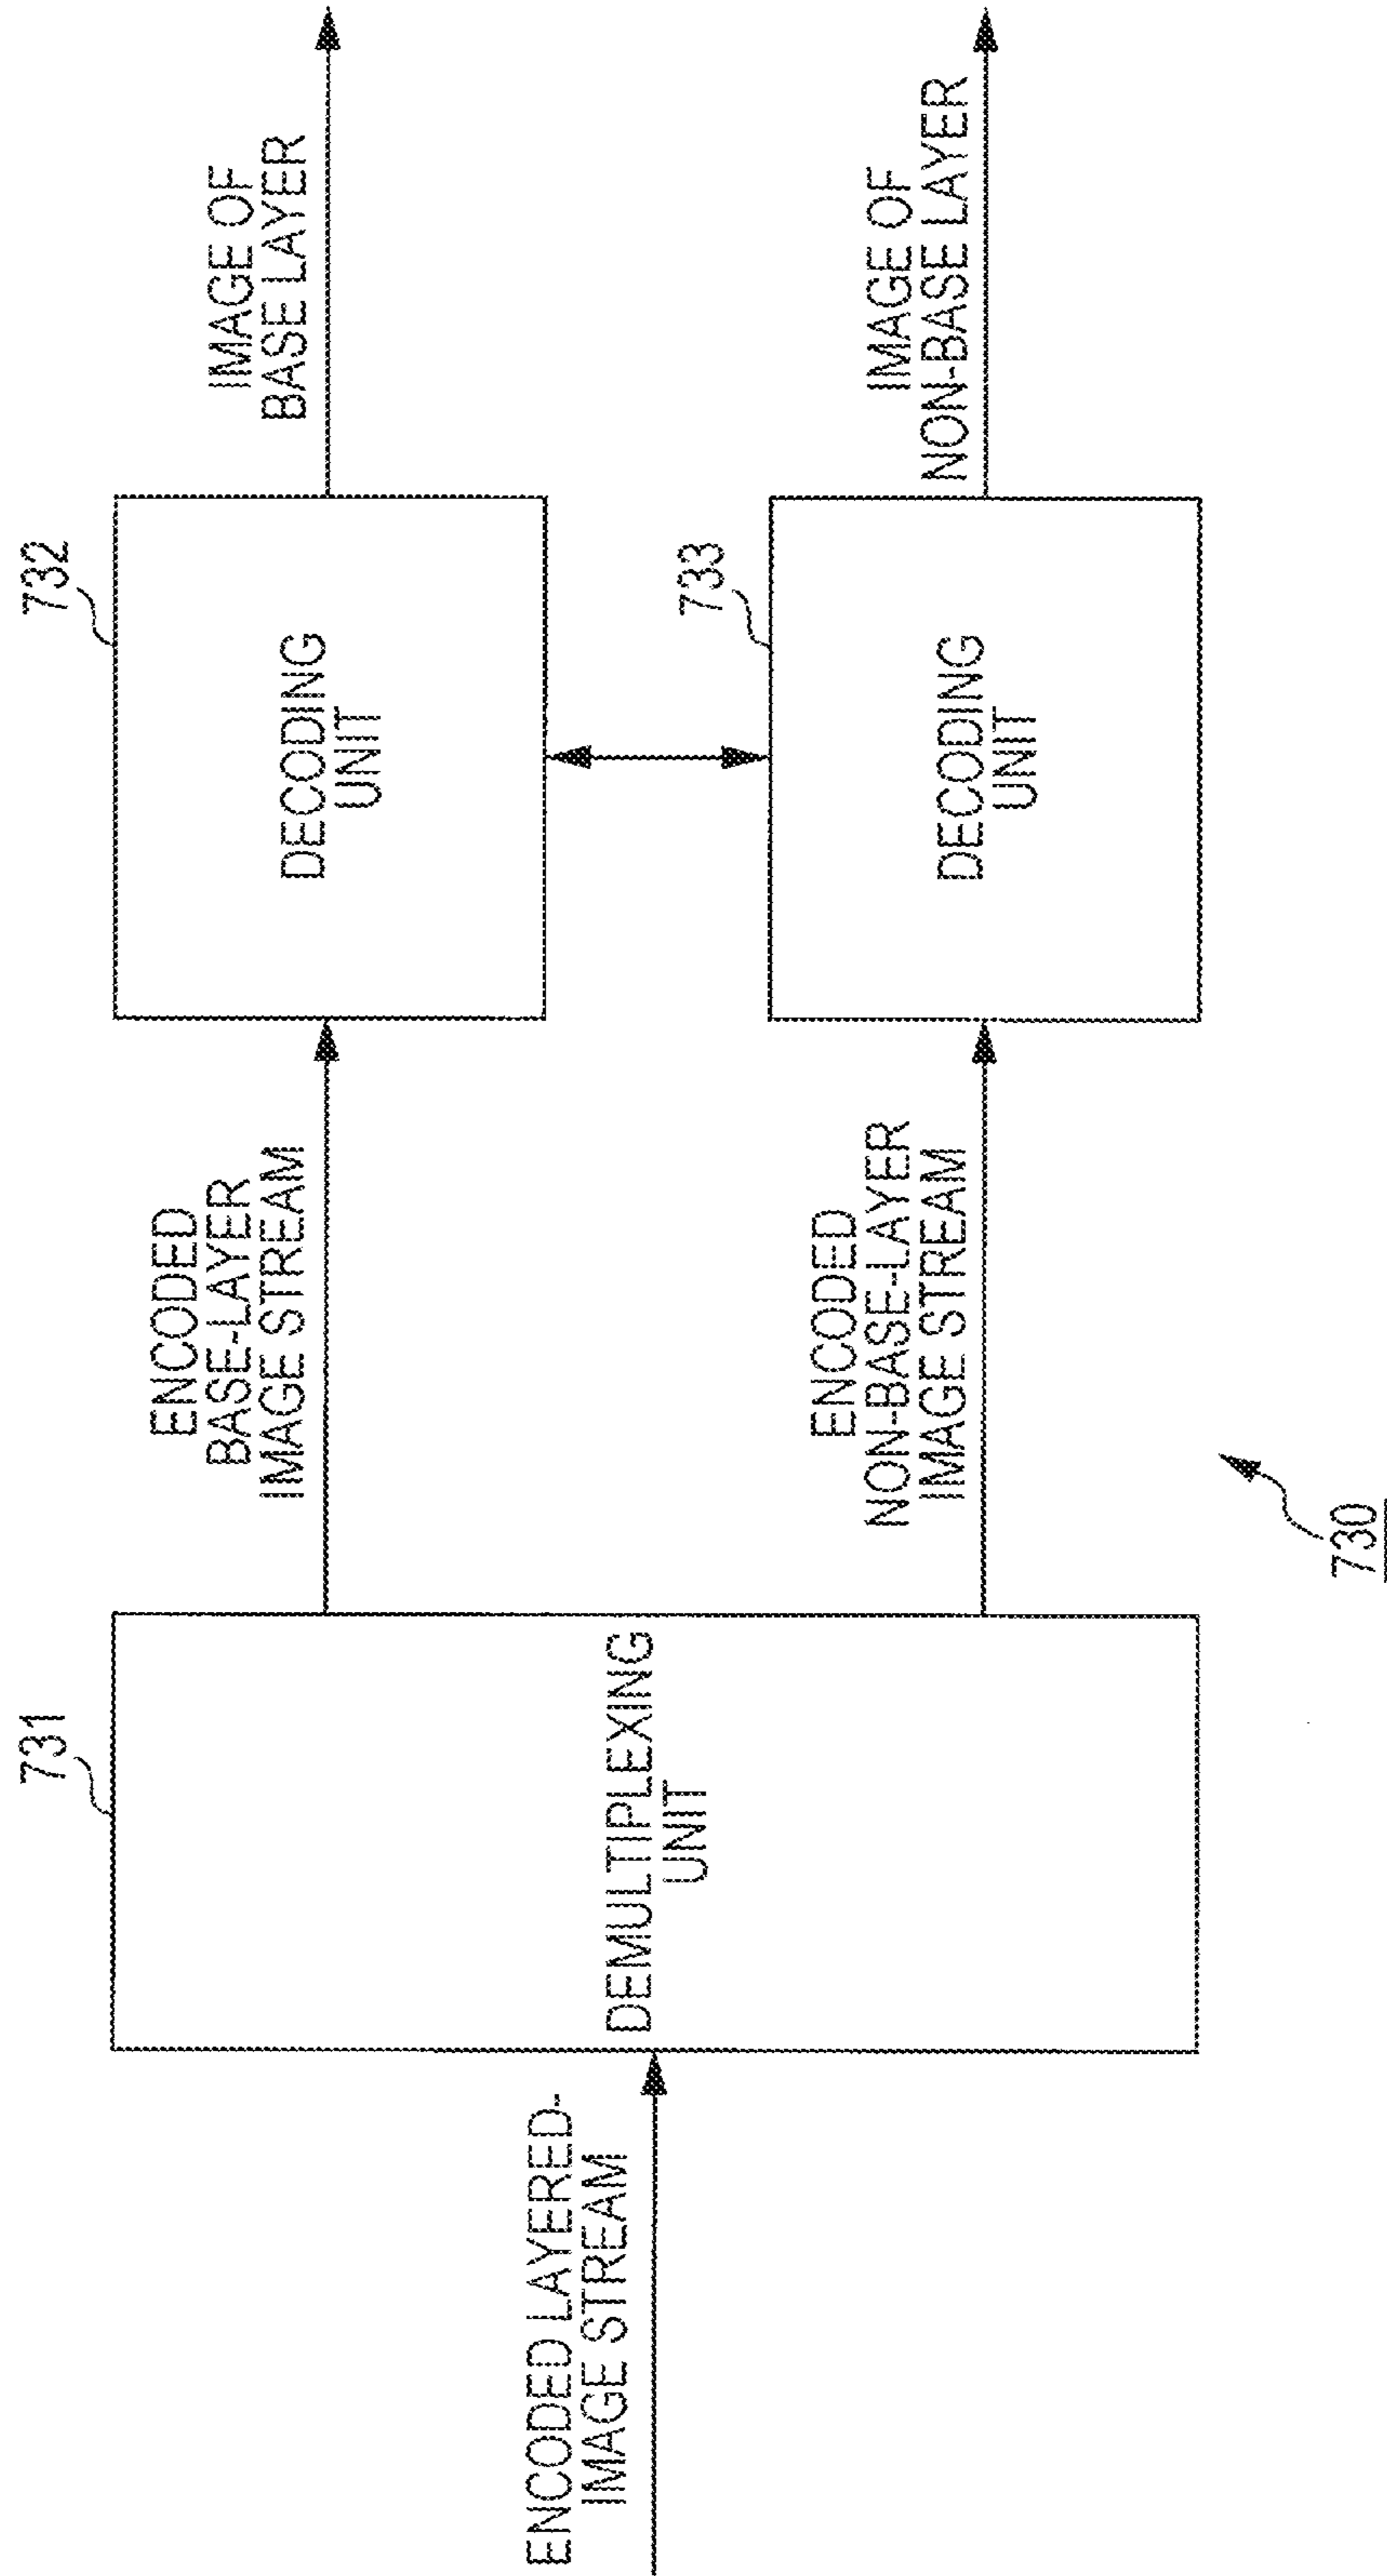 731
732
733
ENCODED LAYERED-
IMAGE STREAM
DEMULTIPLEXING
UNIT
ENCODED
BASE-LAYER
IMAGE STREAM
DECODING
UNIT
IMAGE OF
BASE LAYER
ENCODED
NON-BASE-LAYER
IMAGE STREAM
DECODING
UNIT
IMAGE OF
NON-BASE LAYER
730